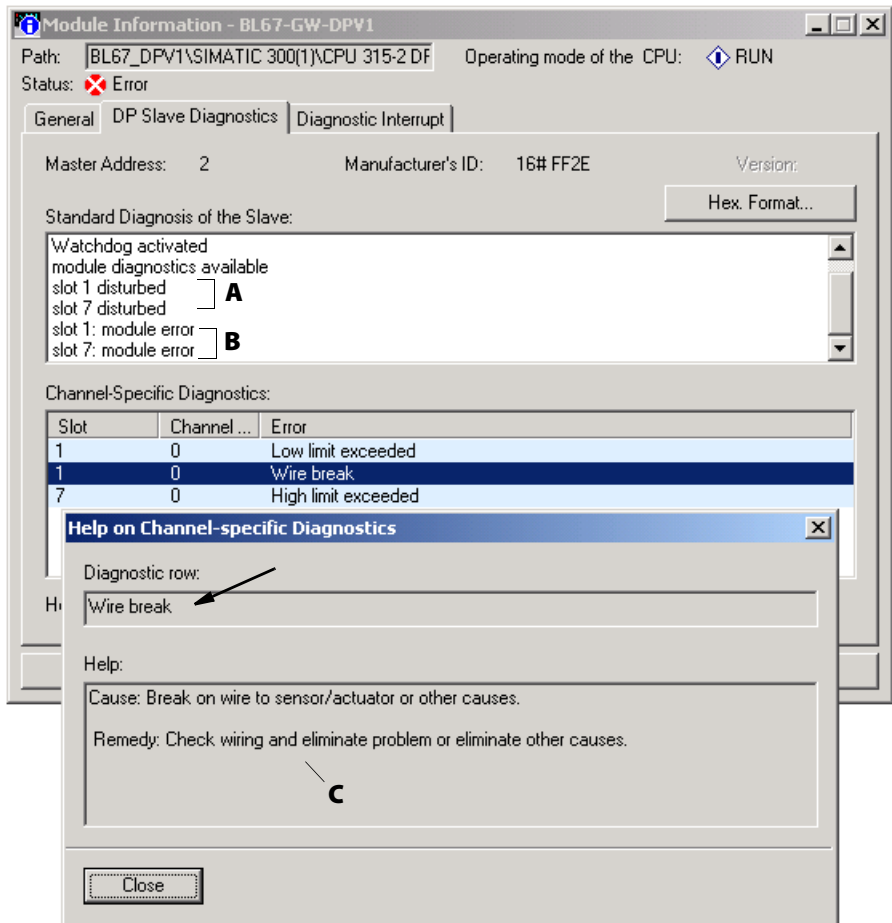 Module Information - BL67-GW-DPV1
Path: BL67_DPV1\SIMATIC 300(1)\CPU 315-2 DF Operating mode of the CPU: RUN
Status: Error
General DP Slave Diagnostics Diagnostic Interrupt
Master Address: 2 Manufacturer's ID: 16# FF2E Version:
Hex. Format...
Standard Diagnosis of the Slave:
Watchdog activated
module diagnostics available
slot 1 disturbed
A
slot 7 disturbed
slot 1: module error
B
slot 7: module error
Channel-Specific Diagnostics:
Slot Channel ... Error
1 0 Low limit exceeded
1 0 Wire break
7 0 High limit exceeded
Help on Channel-specific Diagnostics
Diagnostic row:
Wire break
Help:
Cause: Break on wire to sensor/actuator or other causes.
Remedy: Check wiring and eliminate problem or eliminate other causes.
C
Close